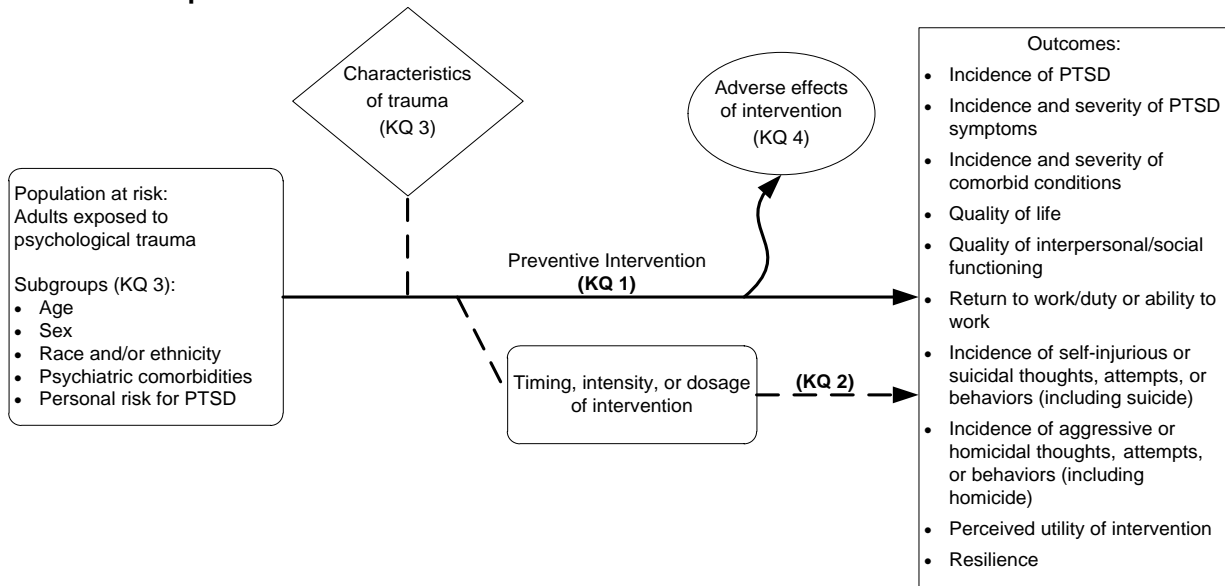 Characteristics
of trauma
(KQ 3)
Adverse effects
of intervention
(KQ 4)
Population at risk:
Adults exposed to
psychological trauma
Subgroups (KQ 3):
• Age
• Sex
• Race and/or ethnicity
• Psychiatric comorbidities
• Personal risk for PTSD
Preventive Intervention
(KQ 1)
Timing, intensity, or dosage
of intervention
(KQ 2)
Outcomes:
• Incidence of PTSD
• Incidence and severity of PTSD
symptoms
• Incidence and severity of
comorbid conditions
• Quality of life
• Quality of interpersonal/social
functioning
• Return to work/duty or ability to
work
• Incidence of self-injurious or
suicidal thoughts, attempts, or
behaviors (including suicide)
• Incidence of aggressive or
homicidal thoughts, attempts,
or behaviors (including
homicide)
• Perceived utility of intervention
• Resilience